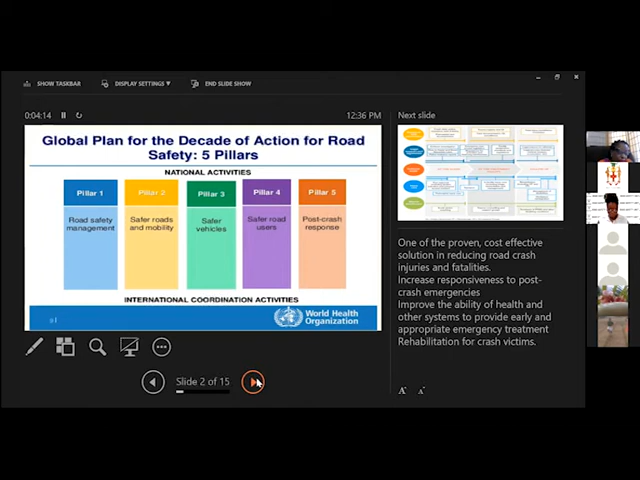 SHOW TASKBAR
DISPLAY SETTINGS ▼
END SLIDE SHOW
0:04:14
12:36 PM
Global Plan for the Decade of Action for Road
Safety: 5 Pillars
NATIONAL ACTIVITIES
Pillar 1
Pillar 2
Pillar 3
Pillar 4
Pillar 5
Road safety
management
Safer roads
and mobility
Safer
vehicles
Safer road
users
Post-crash
response
INTERNATIONAL COORDINATION ACTIVITIES
World Health
Organization
Slide 2 of 15
Next slide
One of the proven, cost effective
solution in reducing road crash
injuries and fatalities.
Increase responsiveness to post-
crash emergencies
Improve the ability of health and
other systems to provide early and
appropriate emergency treatment
Rehabilitation for crash victims.
A
A